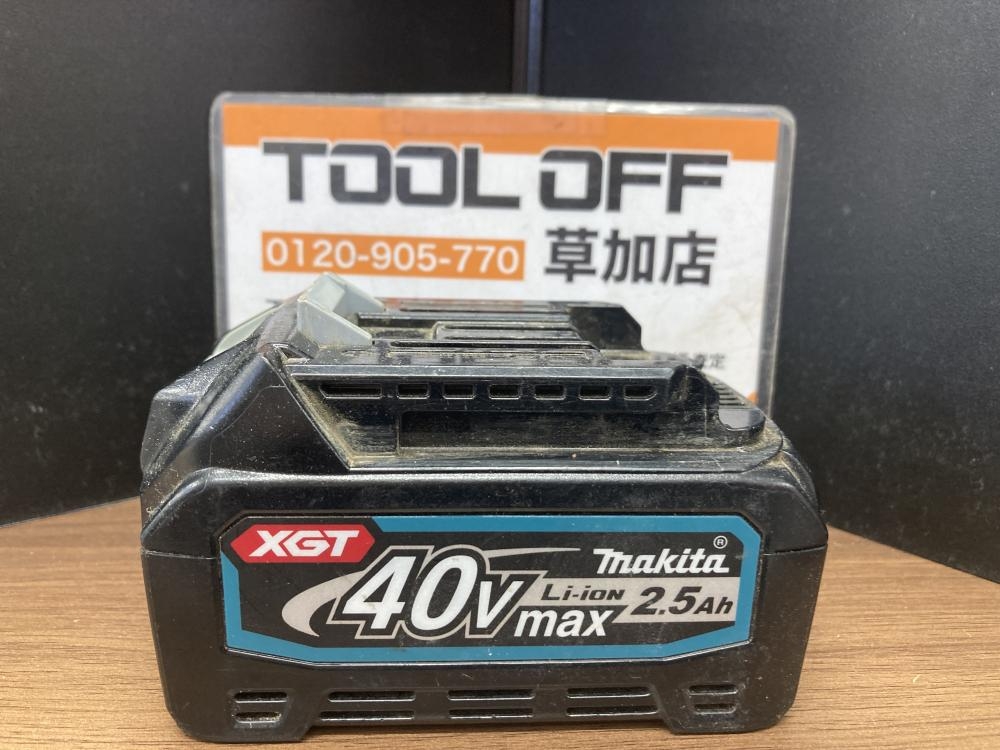 TOOL OFF
0120-905-770 草加店
XGT
40v max
makita®
Li-ion 2.5Ah